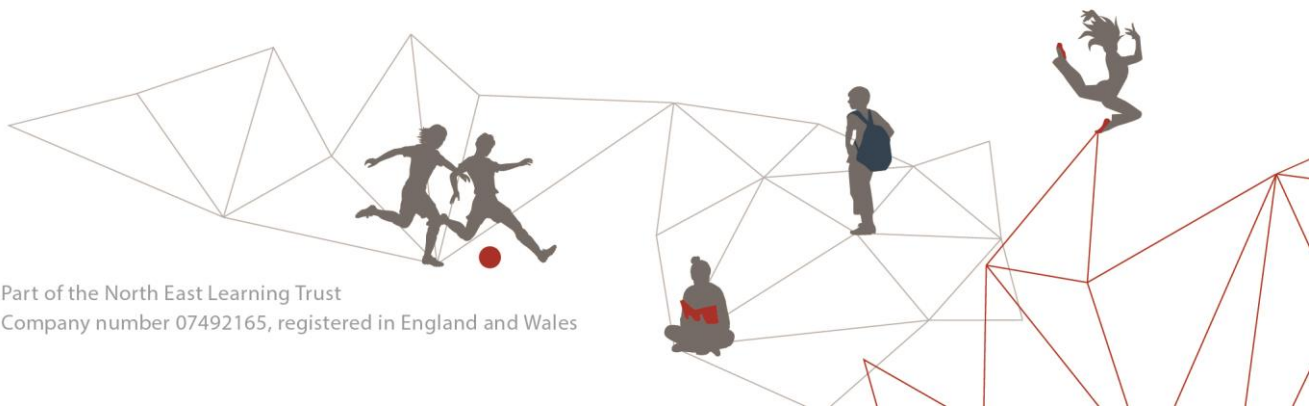 Part of the North East Learning Trust
Company number 07492165, registered in England and Wales